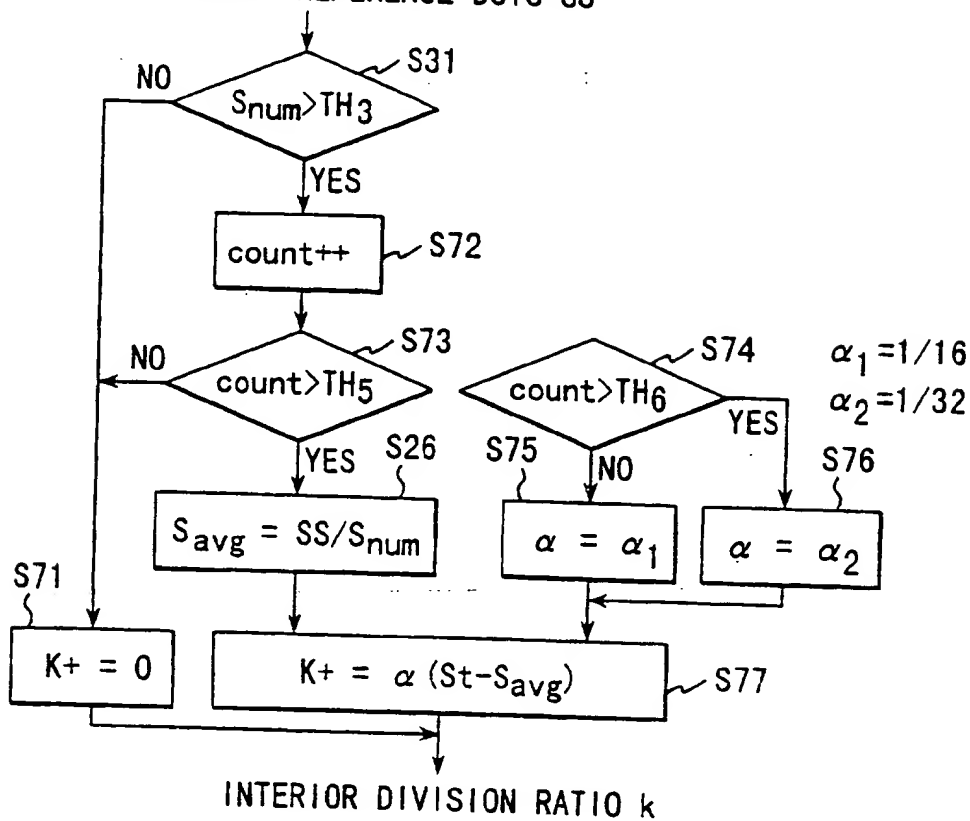 S31
NO
Snum>TH3
YES
count++
S72
S73
NO
count>TH5
YES
S74
count>TH6
YES
NO
α1=1/16
α2=1/32
S26
Savg = SS/Snum
S75
α = α1
S76
α = α2
S71
K+ = 0
K+ = α (St-Savg)
S77
INTERIOR DIVISION RATIO k